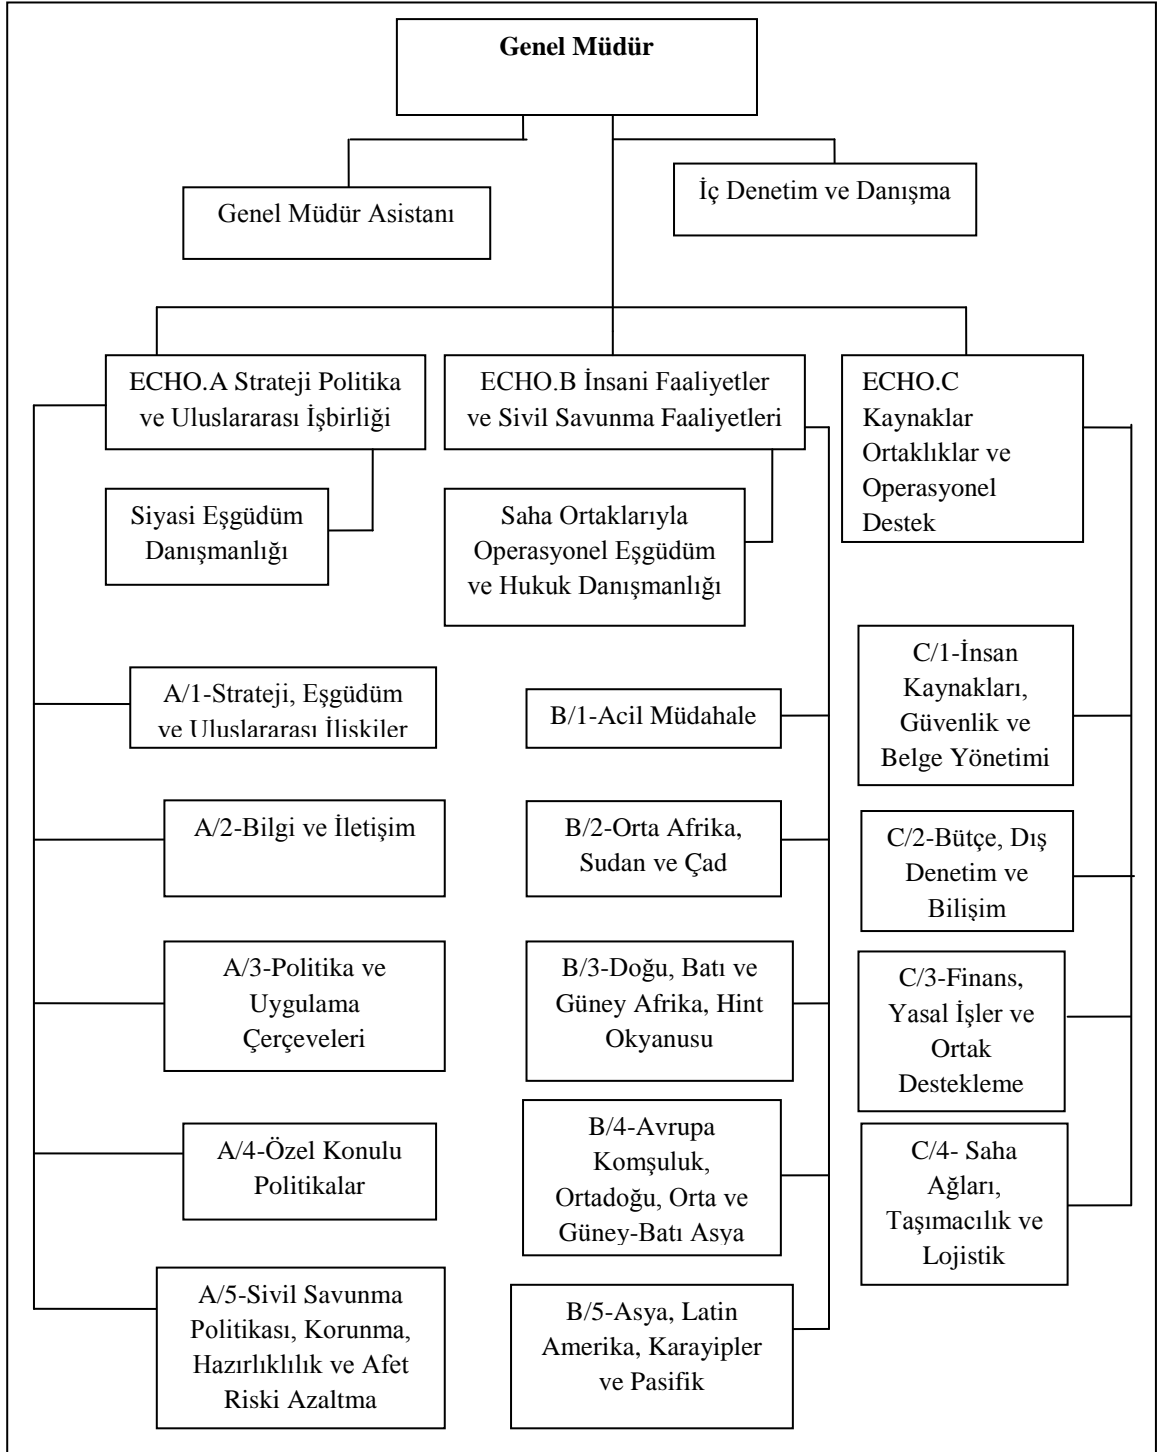 Genel Müdür
Genel Müdür Asistanı
İç Denetim ve Danışma
ECHO.A Strateji Politika
ve Uluslararası İşbirliği
ECHO.B İnsani Faaliyetler
ve Sivil Savunma Faaliyetleri
ECHO.C
Kaynaklar
Ortaklıklar ve
Operasyonel
Destek
Siyasi Eşgüdüm
Danışmanlığı
Saha Ortaklarıyla
Operasyonel Eşgüdüm
ve Hukuk Danışmanlığı
A/1-Strateji, Eşgüdüm
ve Uluslararası İlişkiler
A/2-Bilgi ve İletişim
A/3-Politika ve
Uygulama
Çerçeveleri
A/4-Özel Konulu
Politikalar
A/5-Sivil Savunma
Politikası, Korunma,
Hazırlıklılık ve Afet
Riski Azaltma
B/1-Acil Müdahale
B/2-Orta Afrika,
Sudan ve Çad
B/3-Doğu, Batı ve
Güney Afrika, Hint
Okyanusu
B/4-Avrupa
Komşuluk,
Ortadoğu, Orta ve
Güney-Batı Asya
B/5-Asya, Latin
Amerika, Karayipler
ve Pasifik
C/1-İnsan
Kaynakları,
Güvenlik ve
Belge Yönetimi
C/2-Bütçe, Dış
Denetim ve
Bilişim
C/3-Finans,
Yasal İşler ve
Ortak
Destekleme
C/4- Saha
Ağları,
Taşımacılık ve
Lojistik